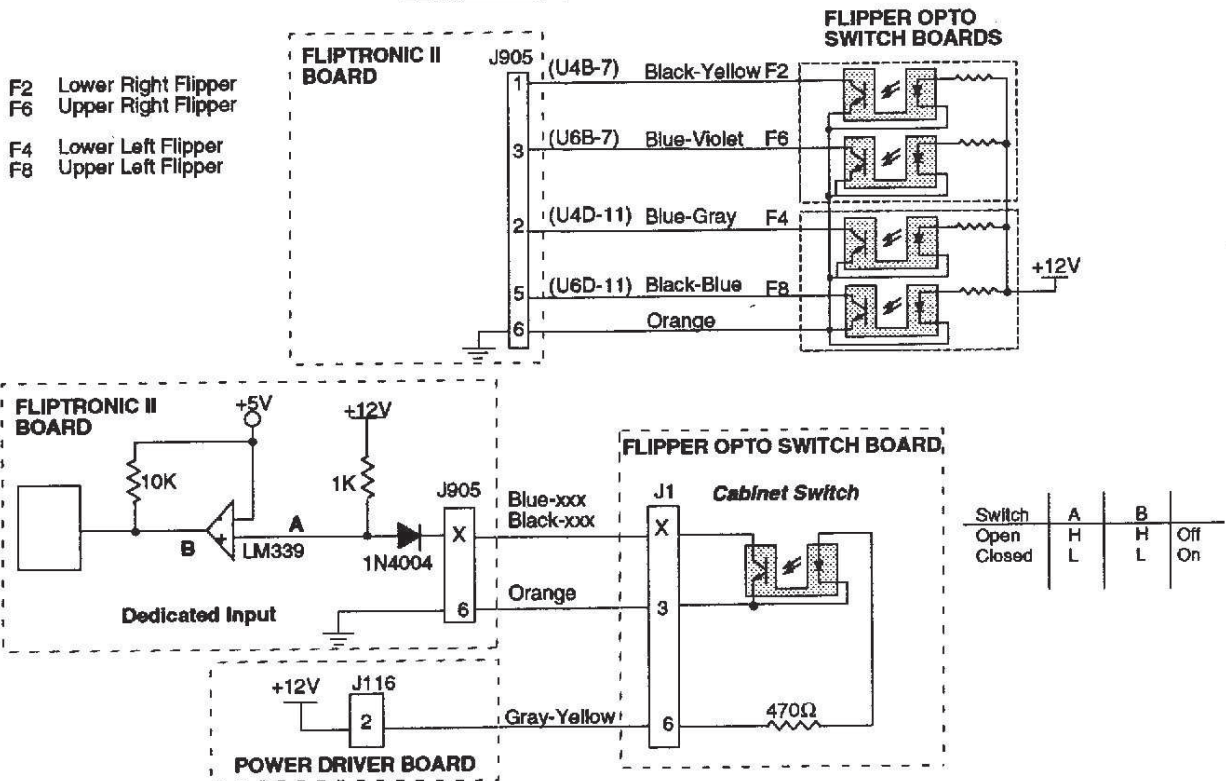 FLIPPER OPTO
SWITCH BOARDS
FLIPTRONIC II
BOARD
J905
F2 Lower Right Flipper
F6 Upper Right Flipper
F4 Lower Left Flipper
F8 Upper Left Flipper
1 (U4B-7) Black-Yellow F2
3 (U6B-7) Blue-Violet F6
2 (U4D-11) Blue-Gray F4
5 (U6D-11) Black-Blue F8
6 Orange
+12V
FLIPTRONIC II
BOARD
+5V
+12V
10K
1K
J905
A
B
+
LM339
1N4004
X
6
Dedicated Input
Blue-xxx
Black-xxx
Orange
FLIPPER OPTO SWITCH BOARD
J1
Cabinet Switch
X
3
6
470Ω
Switch A B
Open H H Off
Closed L L On
+12V
J116
2
Gray-Yellow
POWER DRIVER BOARD